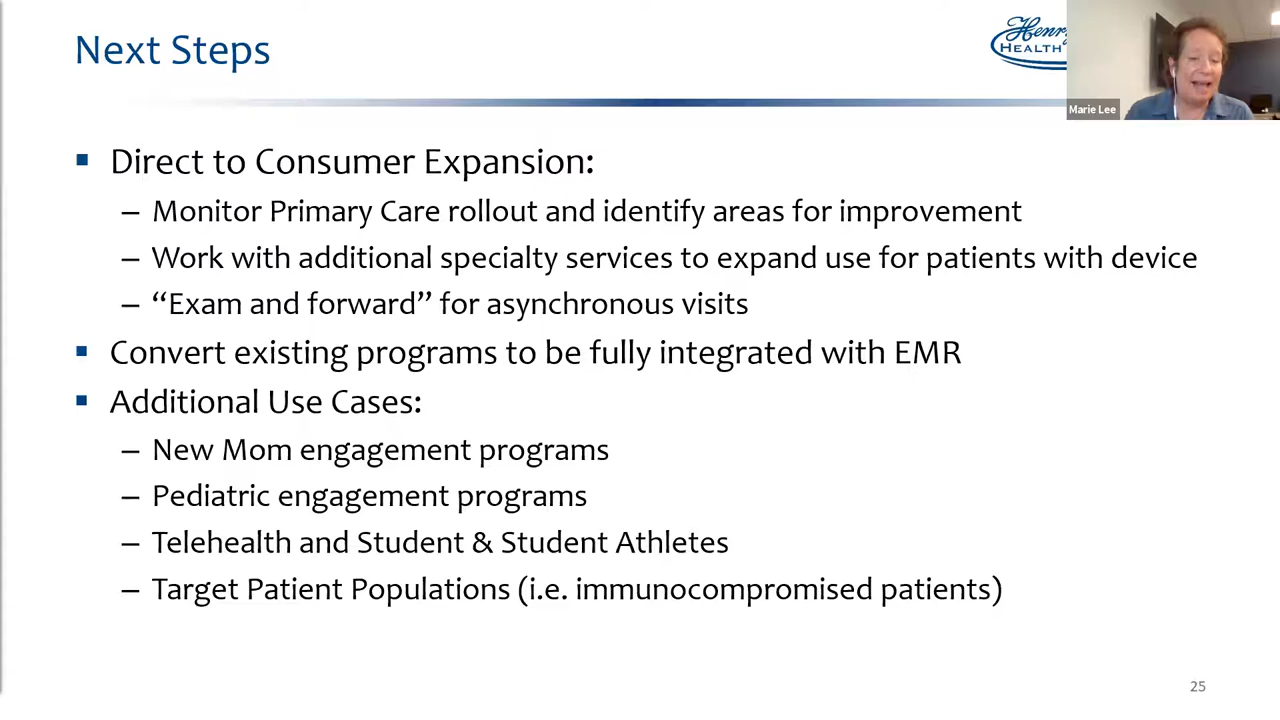 Next Steps
Henry
HEALTH
Marie Lee
▪ Direct to Consumer Expansion:
– Monitor Primary Care rollout and identify areas for improvement
– Work with additional specialty services to expand use for patients with device
– “Exam and forward” for asynchronous visits
▪ Convert existing programs to be fully integrated with EMR
▪ Additional Use Cases:
– New Mom engagement programs
– Pediatric engagement programs
– Telehealth and Student & Student Athletes
– Target Patient Populations (i.e. immunocompromised patients)
25